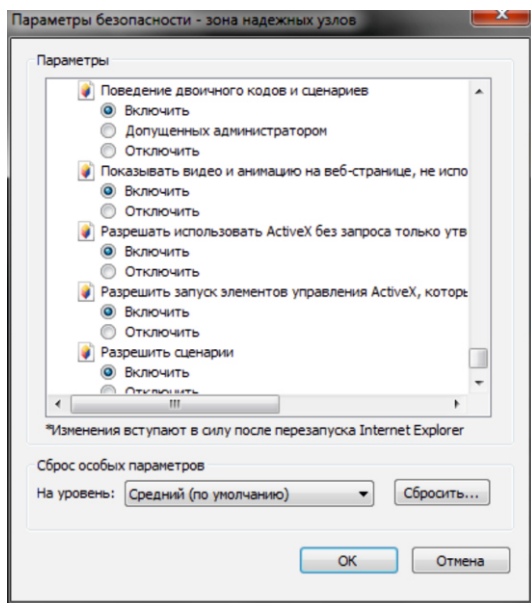 Параметры безопасности - зона надежных узлов
Параметры
Поведение двоичного кодов и сценариев
Включить
Допущенных администратором
Отключить
Показывать видео и анимацию на веб-странице, не испо
Включить
Отключить
Разрешать использовать ActiveX без запроса только утв
Включить
Отключить
Разрешить запуск элементов управления ActiveX, которы
Включить
Отключить
Разрешить сценарии
Включить
Отключить
*Изменения вступают в силу после перезапуска Internet Explorer
Сброс особых параметров
На уровень: Средний (по умолчанию) Сбросить...
ОК Отмена